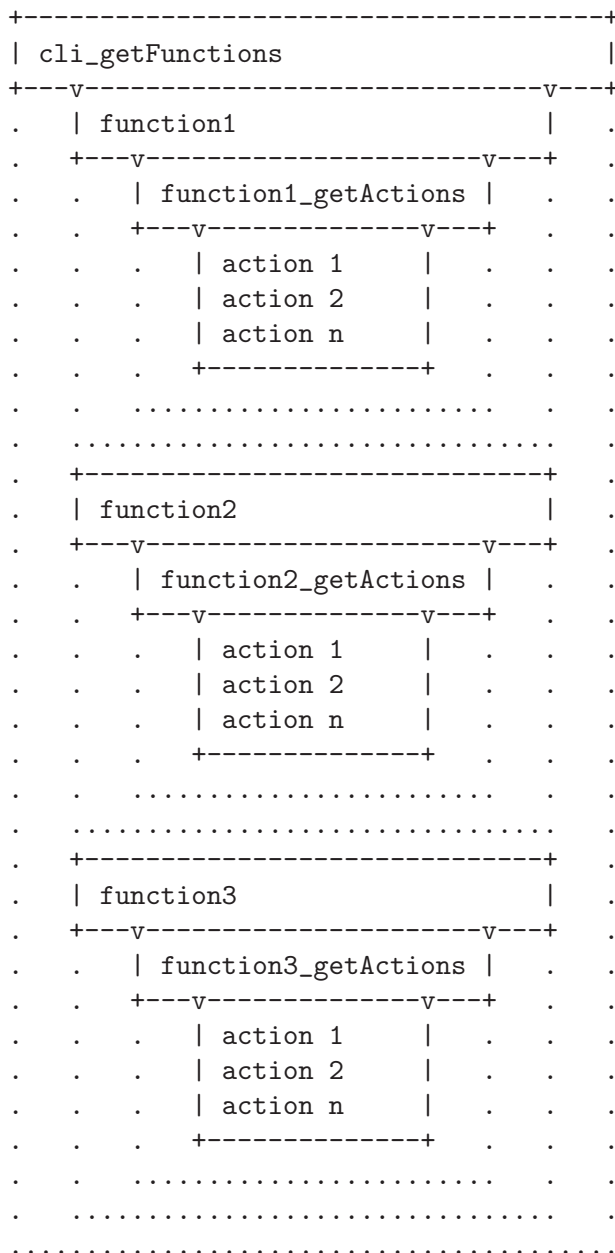 +---------------------------------------+
| cli_getFunctions                      |
+---v-------------------------------v---+
.   | function1                     |   .
.   +---v-----------------------v---+   .
.   .   | function1_getActions  |   .   .
.   .   +---v---------------v---+   .   .
.   .   .   | action 1      |   .   .   .
.   .   .   | action 2      |   .   .   .
.   .   .   | action n      |   .   .   .
.   .   .   +---------------+   .   .   .
.   .   .........................   .   .
.   .................................   .
.   +-------------------------------+   .
.   | function2                     |   .
.   +---v-----------------------v---+   .
.   .   | function2_getActions  |   .   .
.   .   +---v---------------v---+   .   .
.   .   .   | action 1      |   .   .   .
.   .   .   | action 2      |   .   .   .
.   .   .   | action n      |   .   .   .
.   .   .   +---------------+   .   .   .
.   .   .........................   .   .
.   .................................   .
.   +-------------------------------+   .
.   | function3                     |   .
.   +---v-----------------------v---+   .
.   .   | function3_getActions  |   .   .
.   .   +---v---------------v---+   .   .
.   .   .   | action 1      |   .   .   .
.   .   .   | action 2      |   .   .   .
.   .   .   | action n      |   .   .   .
.   .   .   +---------------+   .   .   .
.   .   .........................   .   .
.   .................................   .
.........................................